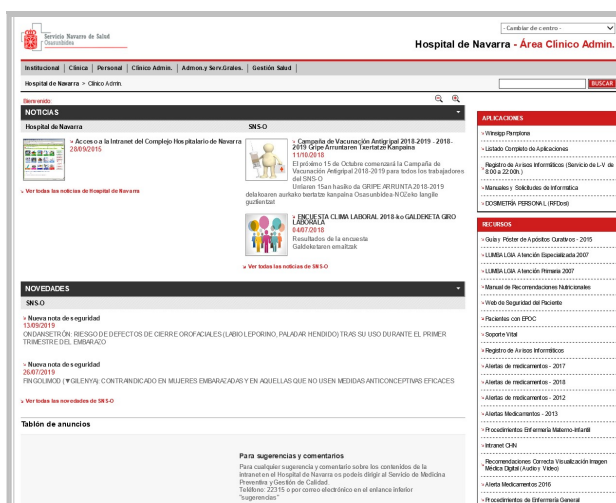 Servicio Navarro de Salud
Osasunbidea
- Cambiar de centro -
Hospital de Navarra - Área Clínico Admin.
Institucional | Clínica | Personal | Clínico Admin. | Admon.y Serv.Grales. | Gestión Salud |
Hospital de Navarra > Clínico Admin.
BUSCAR
Bienvenido:
NOTICIAS
Hospital de Navarra
» Acceso a la Intranet del Complejo Hospitalario de Navarra
28/09/2015
» Ver todas las noticias de Hospital de Navarra
SNS-O
» Campaña de Vacunación Antigripal 2018-2019 - 2018-
2019 Gripe Arruntaren Txertatze Kanpaina
11/10/2018
El próximo 15 de Octubre comenzará la Campaña de
Vacunación Antigripal 2018-2019 para todos los trabajadores
del SNS-O
Urriaren 15an hasiko da GRIPE ARRUNTA 2018-2019
delakoaren aurkako txertatze kanpaina Osasunbidea-NOZeko langile
guztientzat
» ENCUESTA CLIMA LABORAL 2018-ko GALDEKETA GIRO
LABORALA
04/07/2018
Resultados de la encuesta
Galdeketaren emaitzak
» Ver todas las noticias de SNS-O
NOVEDADES
SNS-O
» Nueva nota de seguridad
13/09/2019
ONDANSETRÓN: RIESGO DE DEFECTOS DE CIERRE OROFACIALES (LABIO LEPORINO, PALADAR HENDIDO) TRAS SU USO DURANTE EL PRIMER
TRIMESTRE DEL EMBARAZO
» Nueva nota de seguridad
26/07/2019
FINGOLIMOD (▼GILENYA): CONTRAINDICADO EN MUJERES EMBARAZADAS Y EN AQUELLAS QUE NO USEN MEDIDAS ANTICONCEPTIVAS EFICACES
» Ver todas las novedades de SNS-O
Tablón de anuncios
Para sugerencias y comentarios
Para cualquier sugerencia y comentario sobre los contenidos de la
intranet en el Hospital de Navarra os podeis dirigir al Servicio de Medicina
Preventiva y Gestión de Calidad.
Teléfono: 22315 o por correo electrónico en el enlance inferior
"sugerencias"
APLICACIONES
» Winsigp Pamplona
» Listado Completo de Aplicaciones
» Registro de Avisos Informáticos (Servicio de L-V de
8:00 a 22:00h.)
» Manuales y Solicitudes de Informática
» DOSIMETRÍA PERSONAL (RFDosi)
RECURSOS
» Guía y Póster de Apósitos Curativos - 2015
» LUMBALGIA Atención Especializada 2007
» LUMBALGIA Atención Primaria 2007
» Manual de Recomendaciones Nutricionales
» Web de Seguridad del Paciente
» Pacientes con EPOC
» Soporte Vital
» Registro de Avisos Informáticos
» Alertas de medicamentos - 2017
» Alertas de medicamentos - 2018
» Alertas de medicamentos - 2012
» Alertas Medicamentos - 2013
» Procedimientos Enfermería Materno-Infantil
» Intranet CHN
» Recomendaciones Correcta Visualización Imagen
Médica Digital (Audio y Video)
» Alerta Medicamentos 2016
» Procedimientos de Enfermería General